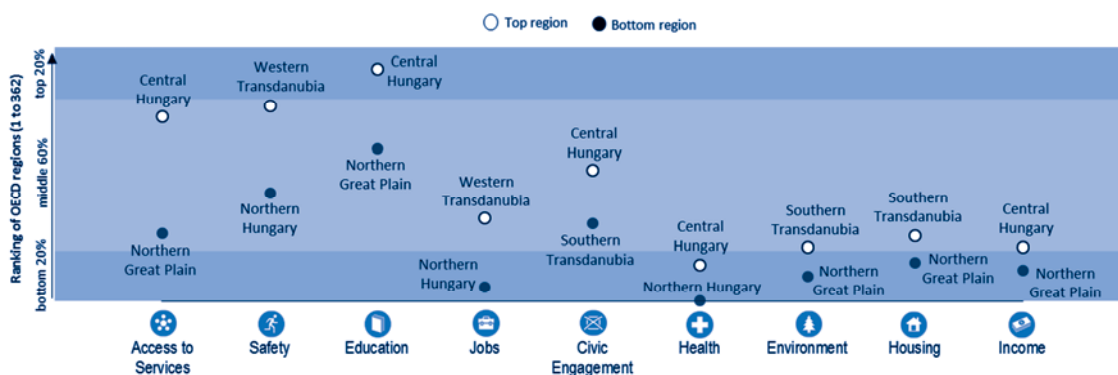 Top region
Bottom region
Ranking of OECD regions (1 to 362)
top 20%
middle 60%
bottom 20%
Central
Hungary
Northern
Great Plain
Western
Transdanubia
Northern
Hungary
Central
Hungary
Northern
Great Plain
Western
Transdanubia
Northern
Hungary
Central
Hungary
Southern
Transdanubia
Central
Hungary
Northern Hungary
Southern
Transdanubia
Northern
Great Plain
Southern
Transdanubia
Northern
Great Plain
Central
Hungary
Northern
Great Plain
Access to
Services
Safety
Education
Jobs
Civic
Engagement
Health
Environment
Housing
Income